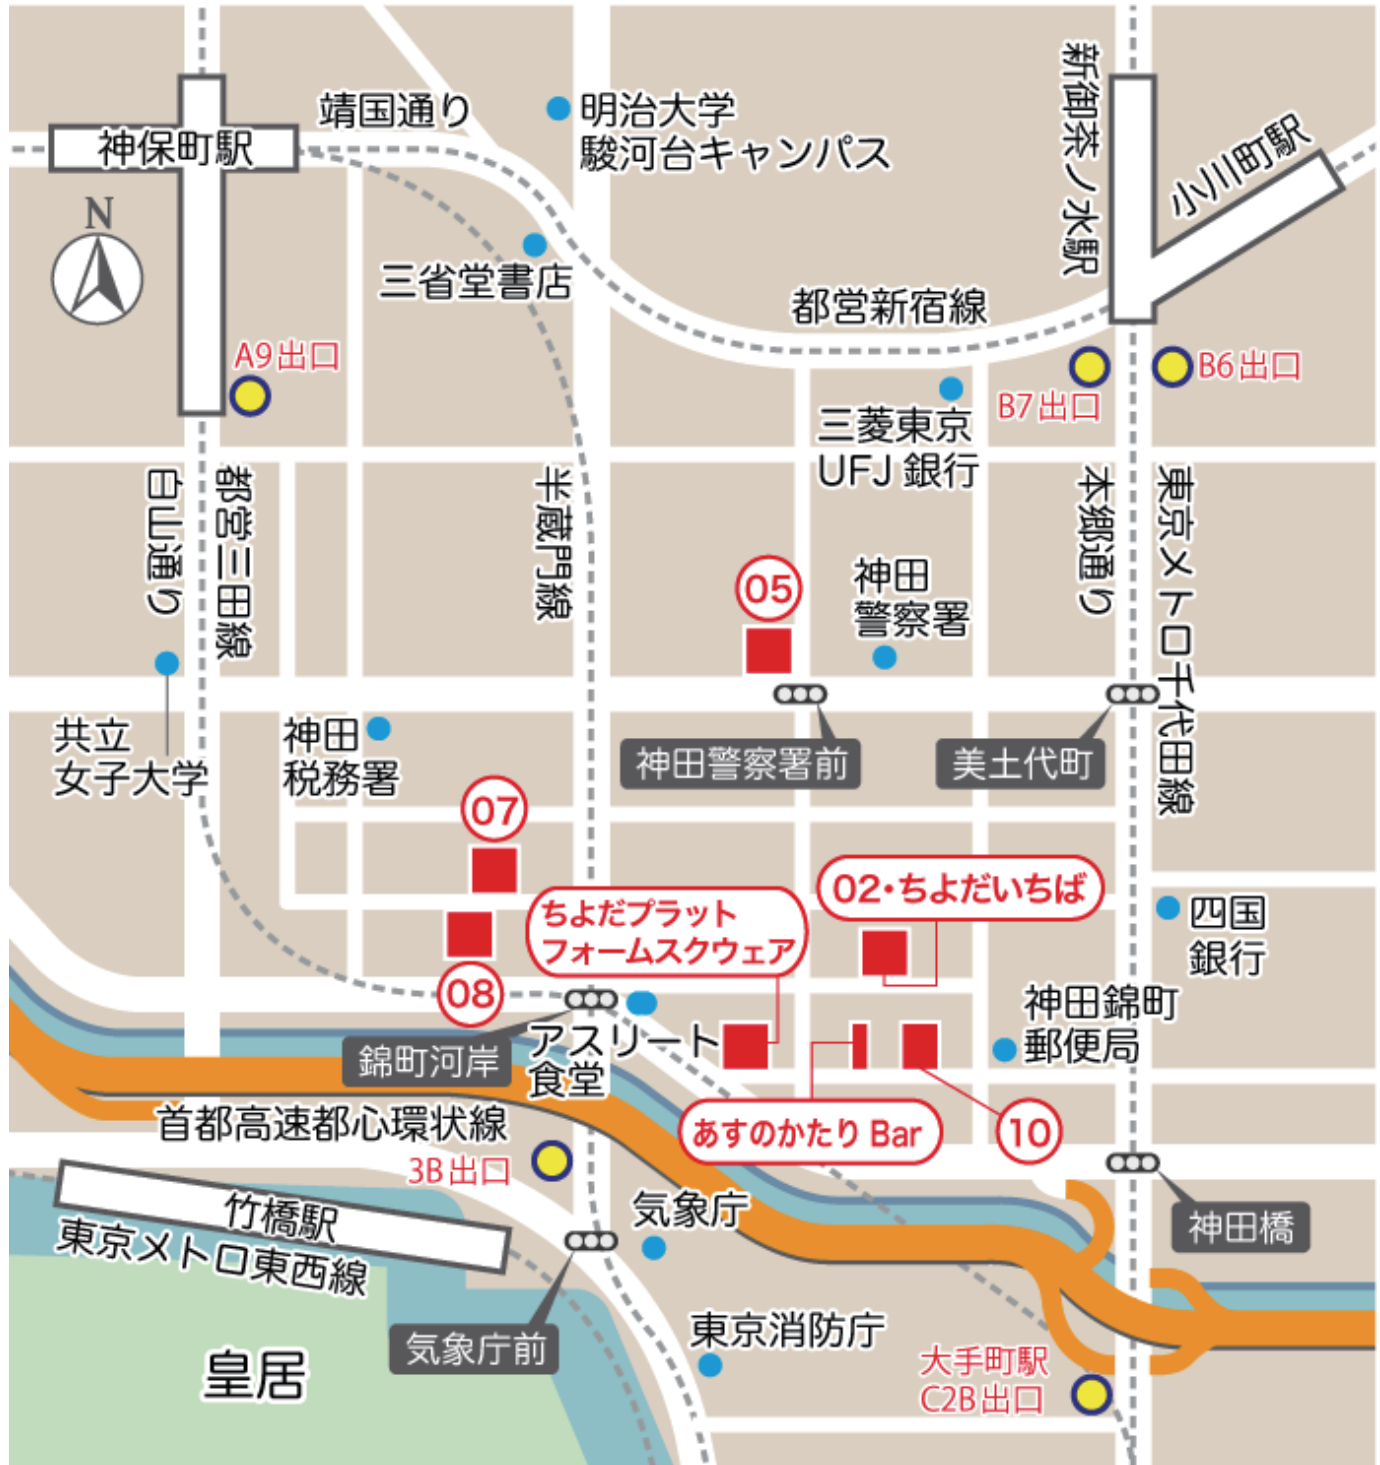 靖国通り
明治大学
駿河台キャンパス
神保町駅
新御茶ノ水駅
小川町駅
N
三省堂書店
都営新宿線
A9出口
B7出口
B6出口
三菱東京
UFJ 銀行
白山通り
都営三田線
半蔵門線
本郷通り
東京メトロ千代田線
05
神田
警察署
共立
女子大学
神田
税務署
神田警察署前
美土代町
07
02・ちよだいちば
ちよだプラット
フォームスクウェア
四国
銀行
08
神田錦町
郵便局
錦町河岸
アスリート
食堂
首都高速都心環状線
あすのかたり Bar
10
3B出口
竹橋駅
東京メトロ東西線
気象庁
神田橋
気象庁前
東京消防庁
皇居
大手町駅
C2B出口